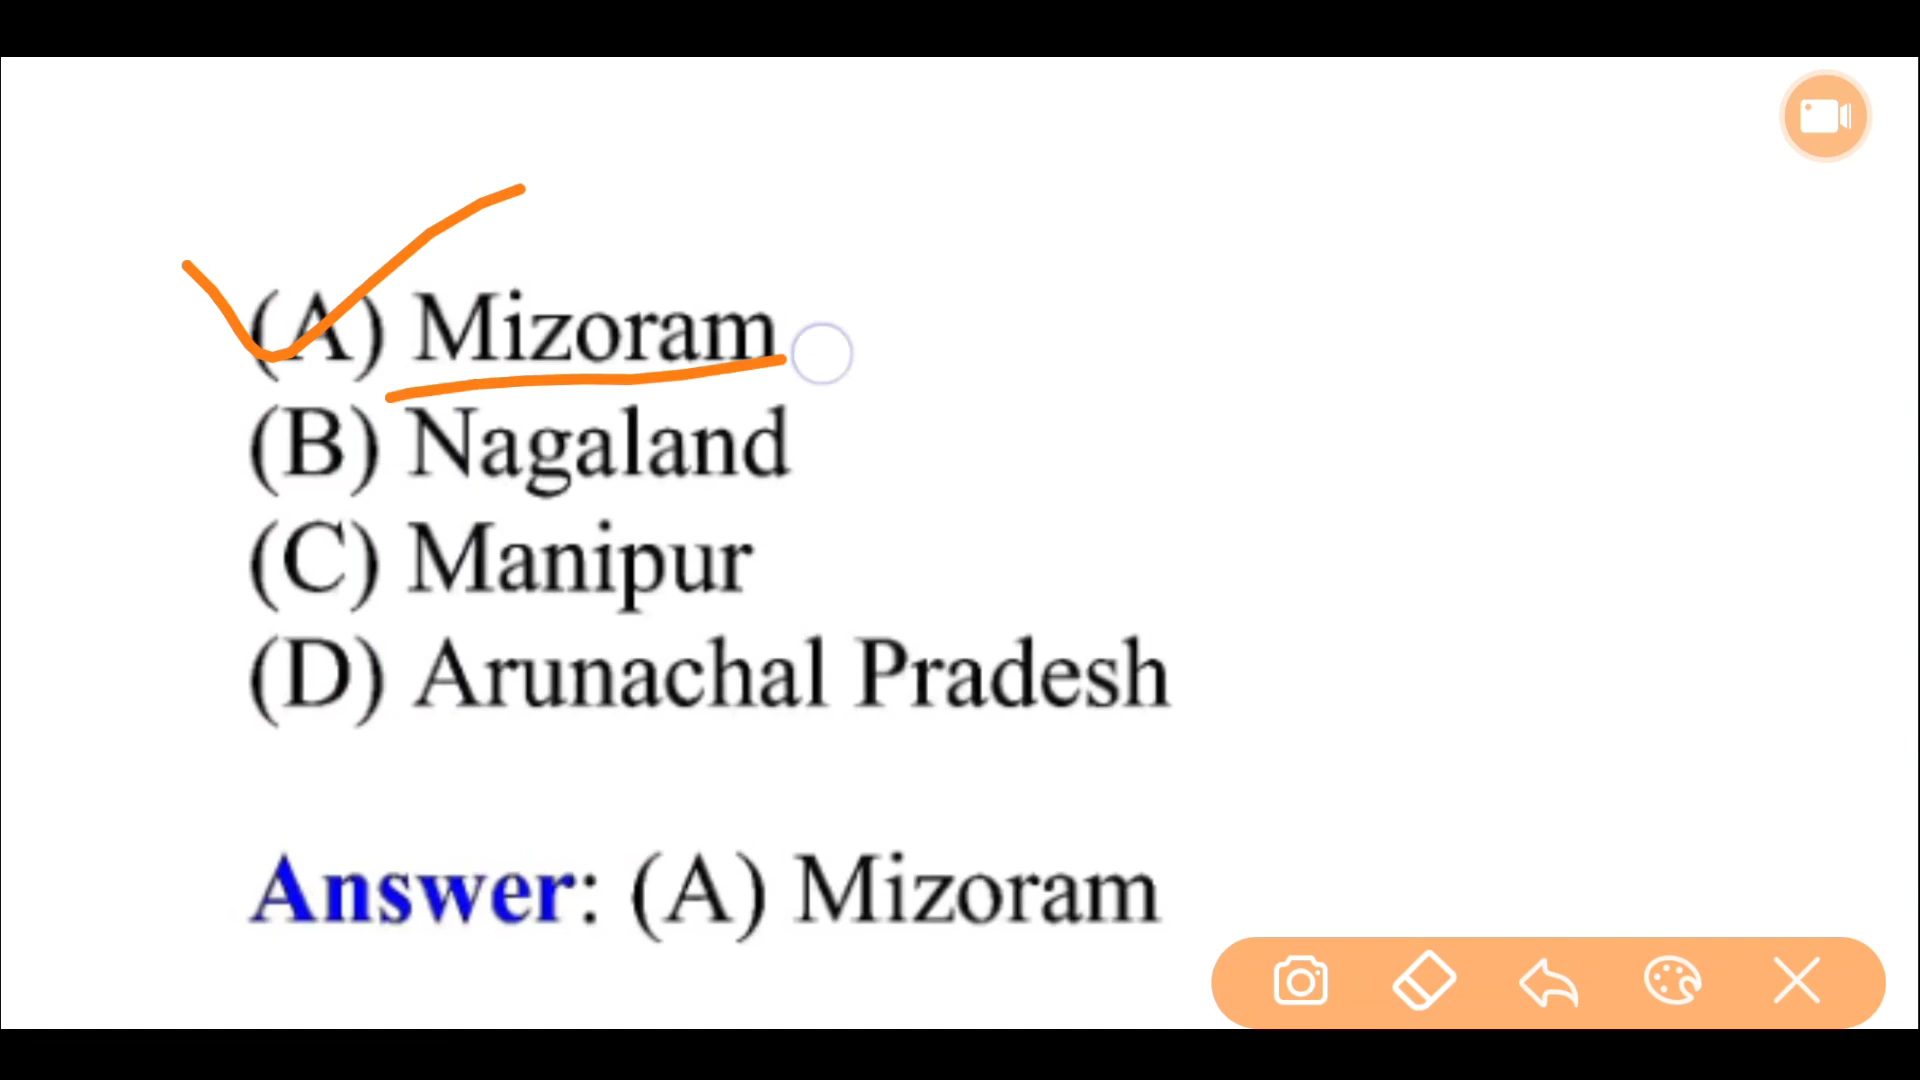 (A) Mizoram
(B) Nagaland
(C) Manipur
(D) Arunachal Pradesh
Answer: (A) Mizoram